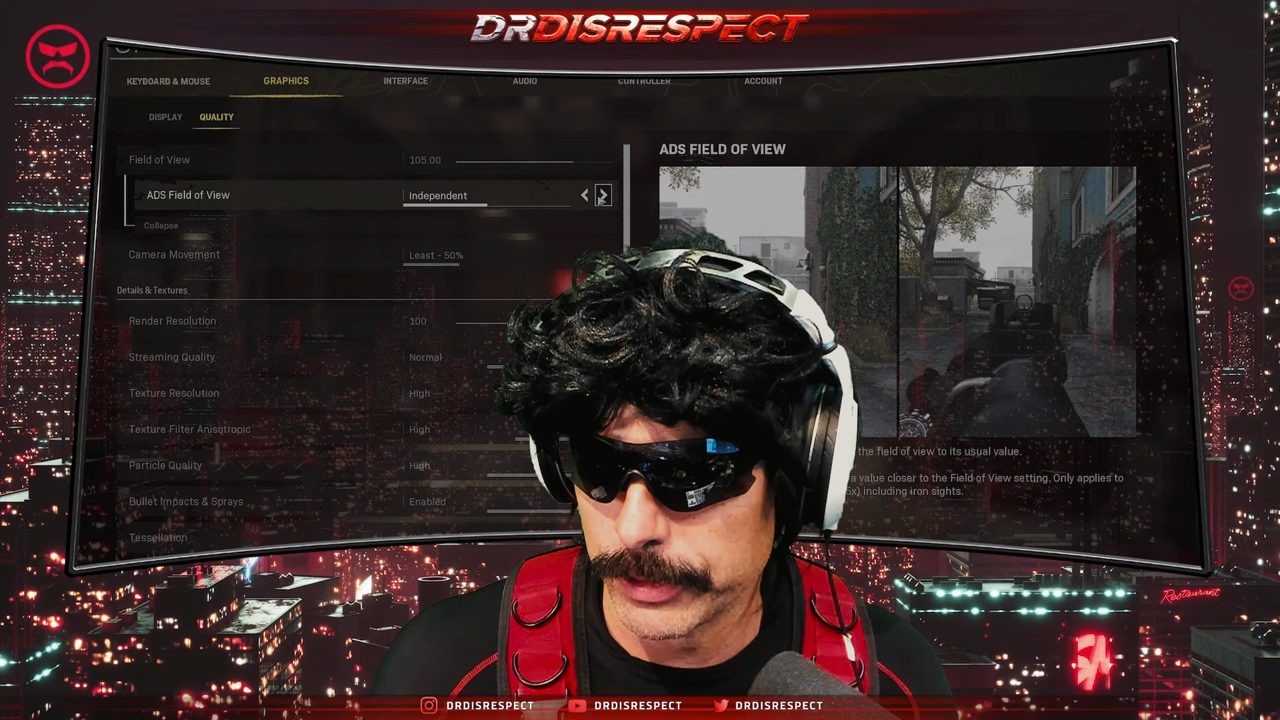 DRDISRESPECT
KEYBOARD & MOUSE GRAPHICS INTERFACE AUDIO CONTROLLER ACCOUNT
DISPLAY QUALITY
Field of View 105.00
ADS Field of View Independent
Collapse
Camera Movement Least - 50%
Details & Textures
Render Resolution 100
Streaming Quality Normal
Texture Resolution High
Texture Filter Anisotropic High
Particle Quality High
Bullet Impacts & Sprays Enabled
Tessellation
ADS FIELD OF VIEW
the field of view to its usual value.
a value closer to the Field of View setting. Only applies to
5x) including iron sights.
Restaurant
DRDISRESPECT DRDISRESPECT DRDISRESPECT